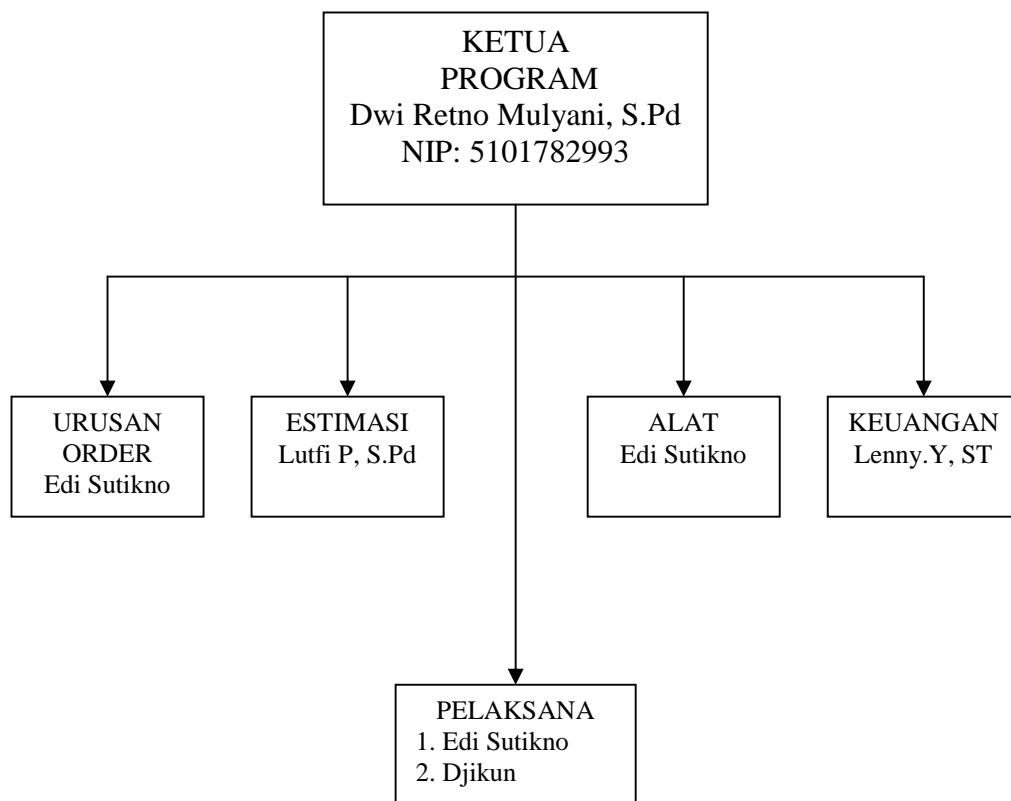 KETUA
PROGRAM
Dwi Retno Mulyani, S.Pd
NIP: 5101782993
URUSAN
ORDER
Edi Sutikno
ESTIMASI
Lutfi P, S.Pd
ALAT
Edi Sutikno
KEUANGAN
Lenny.Y, ST
PELAKSANA
1. Edi Sutikno
2. Djikun